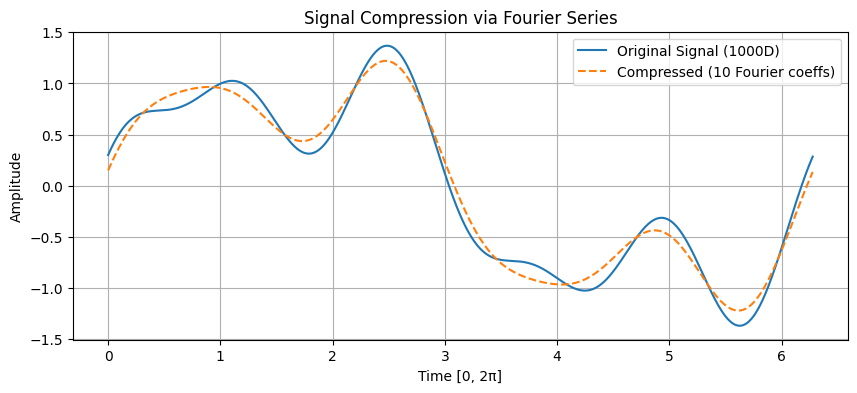 Signal Compression via Fourier Series
Original Signal (1000D)
Compressed (10 Fourier coeffs)
Amplitude
1.5
1.0
0.5
0.0
−0.5
−1.0
−1.5
0 1 2 3 4 5 6
Time [0, 2π]